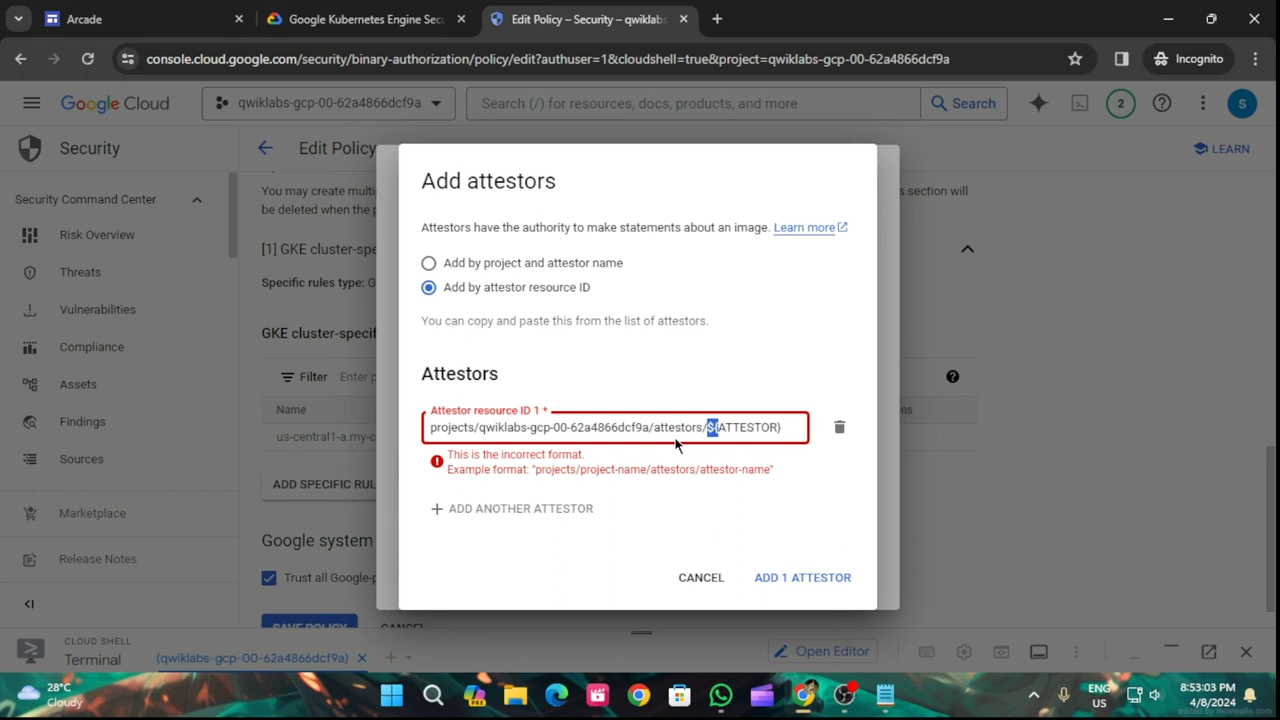 Arcade
Google Kubernetes Engine Secu
Edit Policy – Security – qwiklabs
console.cloud.google.com/security/binary-authorization/policy/edit?authuser=1&cloudshell=true&project=qwiklabs-gcp-00-62a4866dcf9a
Incognito
Google Cloud
qwiklabs-gcp-00-62a4866dcf9a
Search (/) for resources, docs, products, and more
Search
2
S
Security
Edit Policy
LEARN
Security Command Center
Risk Overview
Threats
Vulnerabilities
Compliance
Assets
Findings
Sources
Marketplace
Release Notes
You may create multi
s section will
be deleted when the p
[1] GKE cluster-spe
Specific rules type: G
GKE cluster-specif
Filter Enter p
Name
ns
us-central1-a.my-c
ADD SPECIFIC RUL
Google system
Trust all Google-p
SAVE POLICY
CANCEL
Add attestors
Attestors have the authority to make statements about an image. Learn more
Add by project and attestor name
Add by attestor resource ID
You can copy and paste this from the list of attestors.
Attestors
Attestor resource ID 1 *
projects/qwiklabs-gcp-00-62a4866dcf9a/attestors/${ATTESTOR}
This is the incorrect format.
Example format: "projects/project-name/attestors/attestor-name"
ADD ANOTHER ATTESTOR
CANCEL
ADD 1 ATTESTOR
CLOUD SHELL
Terminal
(qwiklabs-gcp-00-62a4866dcf9a)
Open Editor
28°C
Cloudy
PRE
ENG
US
8:53:03 PM
4/8/2024